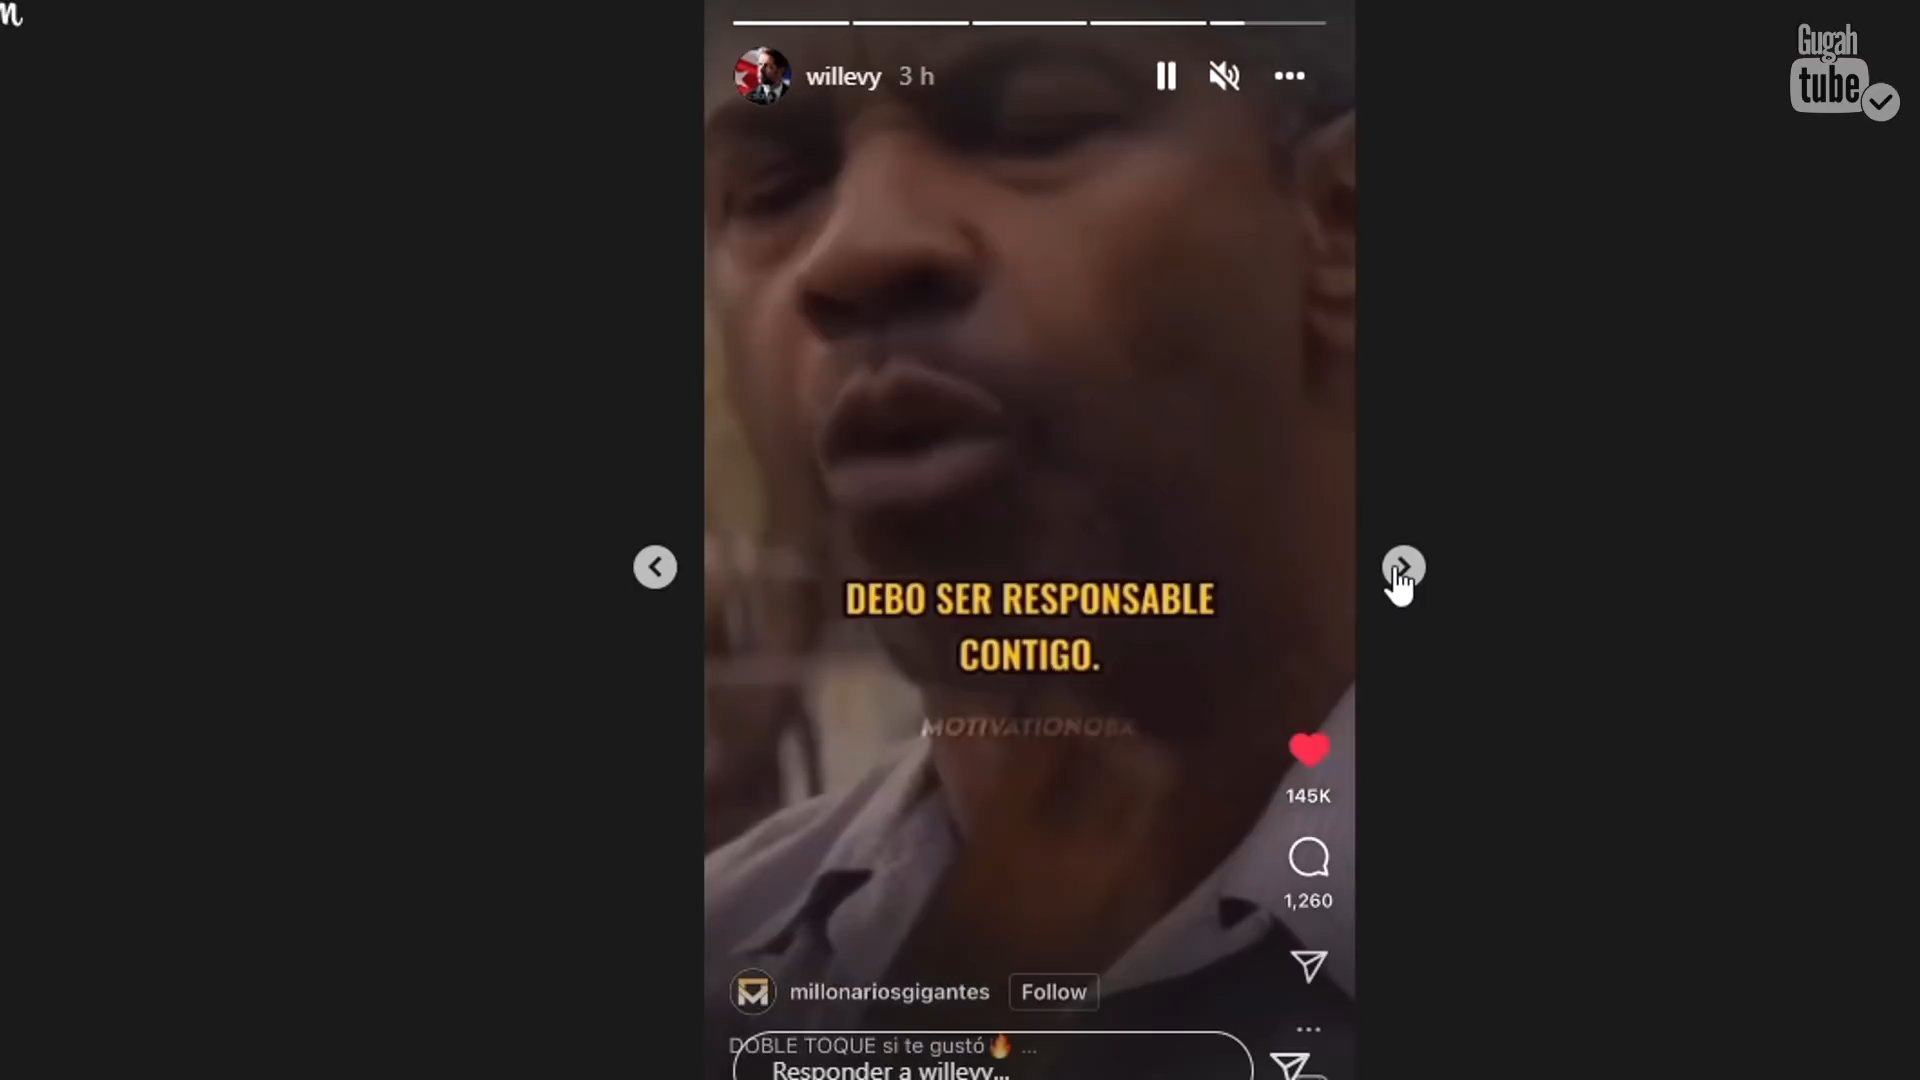 n
Gugah
tube
willevy 3 h
DEBO SER RESPONSABLE
CONTIGO.
MOTIVATIONOBX
145K
1,260
millonariosgigantes Follow
DOBLE TOQUE si te gustó🔥 ...
Responder a willevy...